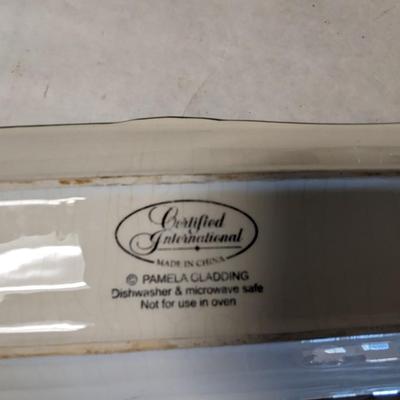 Certified
International
MADE IN CHINA
© PAMELA GLADDING
Dishwasher & microwave safe
Not for use in oven